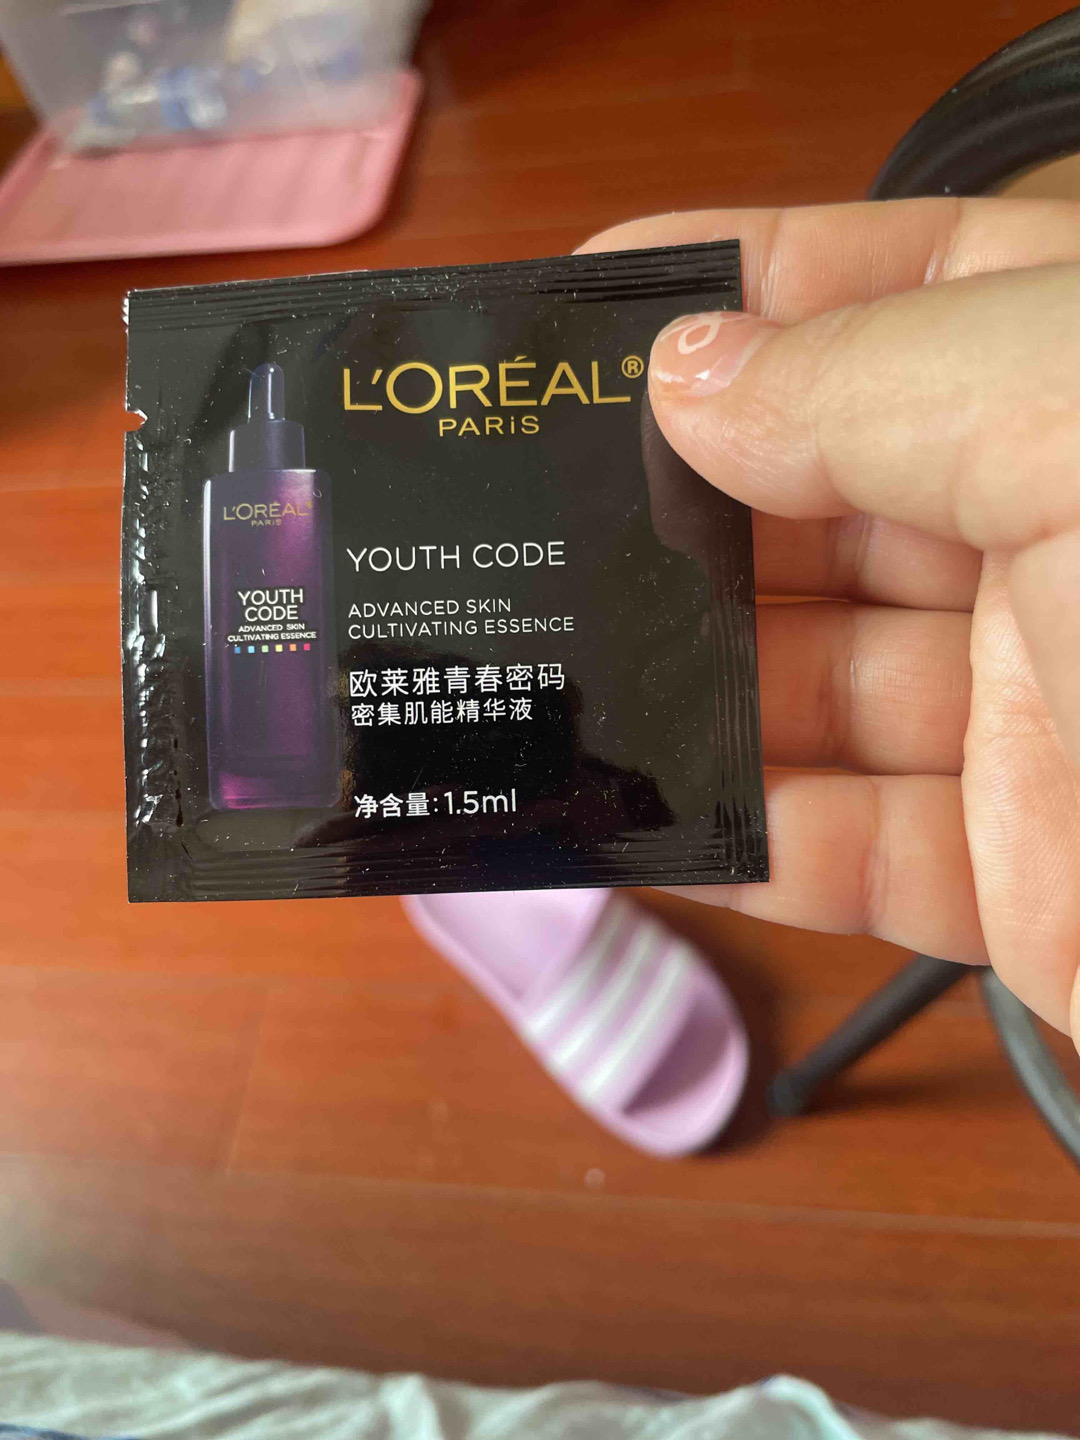 L'ORÉAL®
PARiS
YOUTH CODE
ADVANCED SKIN
CULTIVATING ESSENCE
欧莱雅青春密码
密集肌能精华液
净含量:1.5ml
L'ORÉAL®
PARiS
YOUTH
CODE
ADVANCED SKIN
CULTIVATING ESSENCE